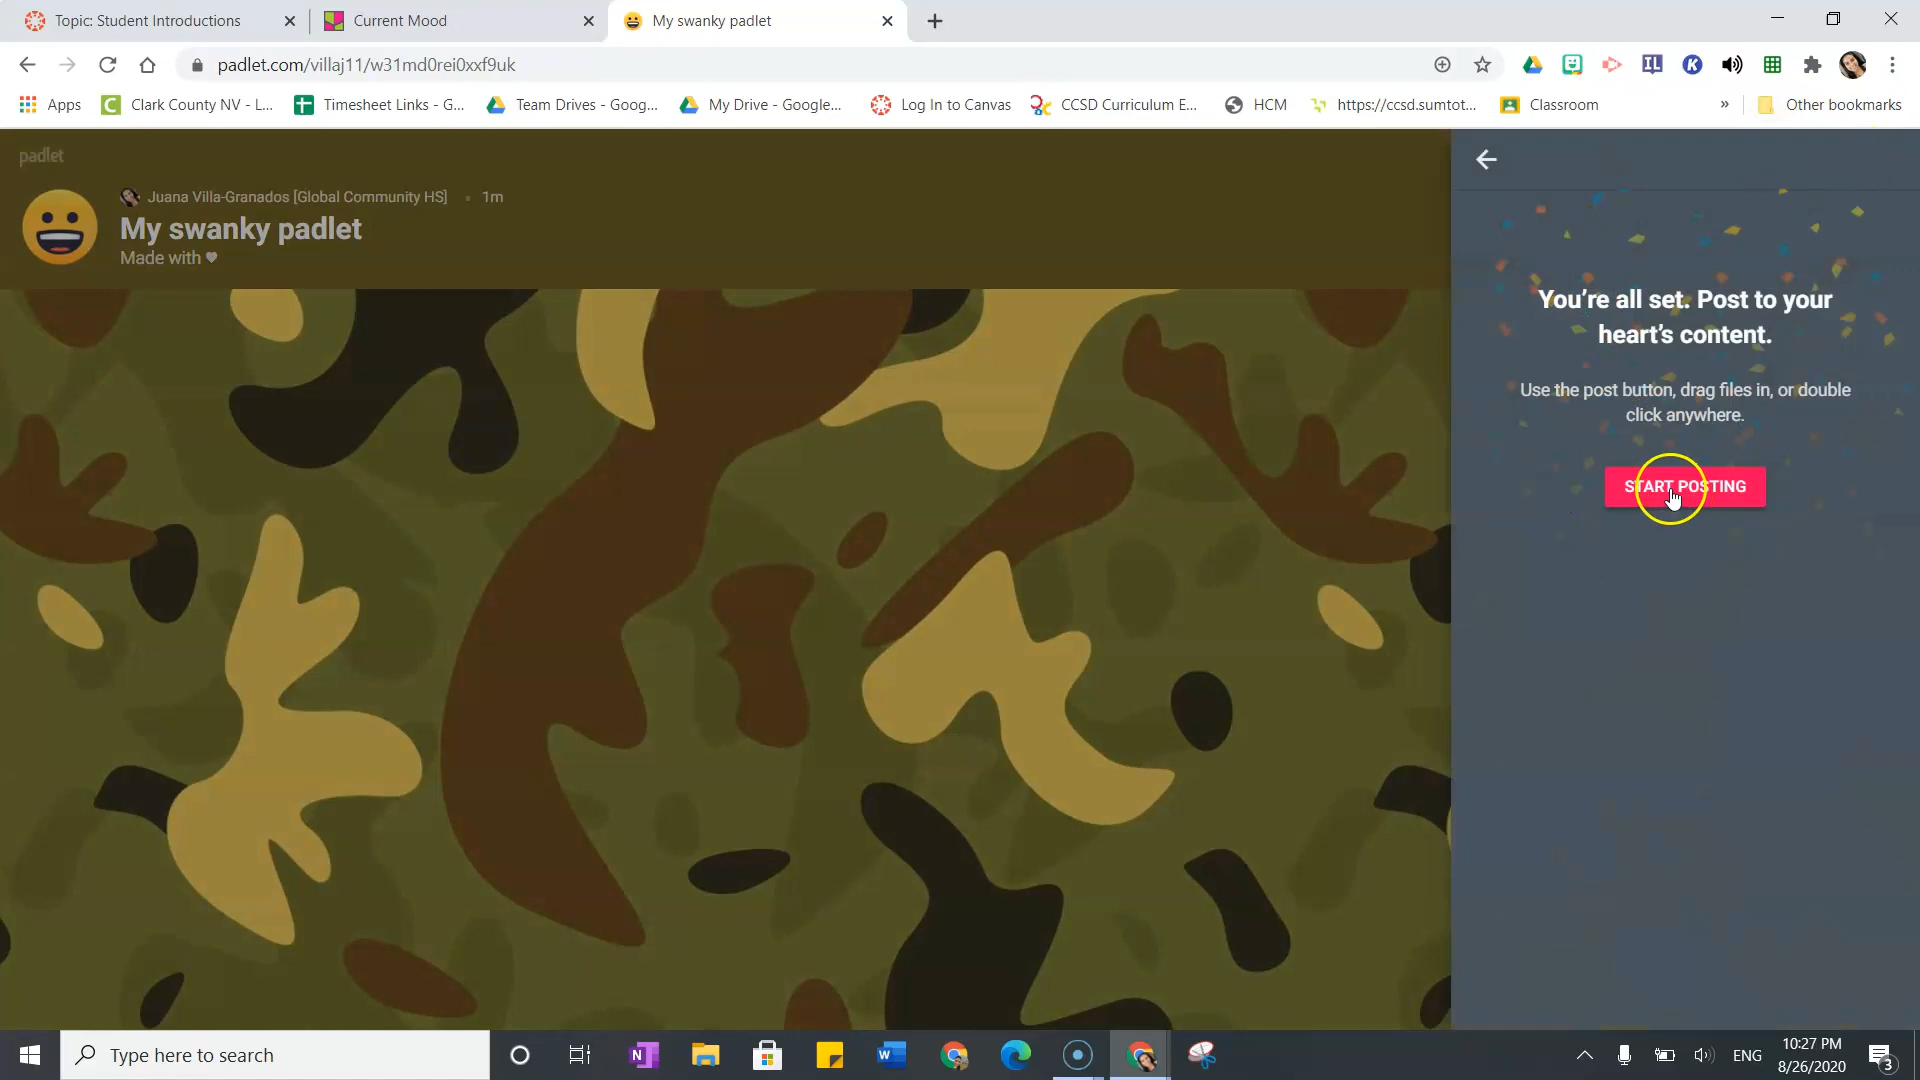 Topic: Student Introductions
Current Mood
My swanky padlet
padlet.com/villaj11/w31md0rei0xxf9uk
Apps
Clark County NV - L...
Timesheet Links - G...
Team Drives - Goog...
My Drive - Google...
Log In to Canvas
CCSD Curriculum E...
HCM
https://ccsd.sumtot...
Classroom
»
Other bookmarks
padlet
Juana Villa-Granados [Global Community HS] • 1m
My swanky padlet
Made with ♥
You're all set. Post to your
heart's content.
Use the post button, drag files in, or double
click anywhere.
START POSTING
Type here to search
ENG
10:27 PM
8/26/2020
3